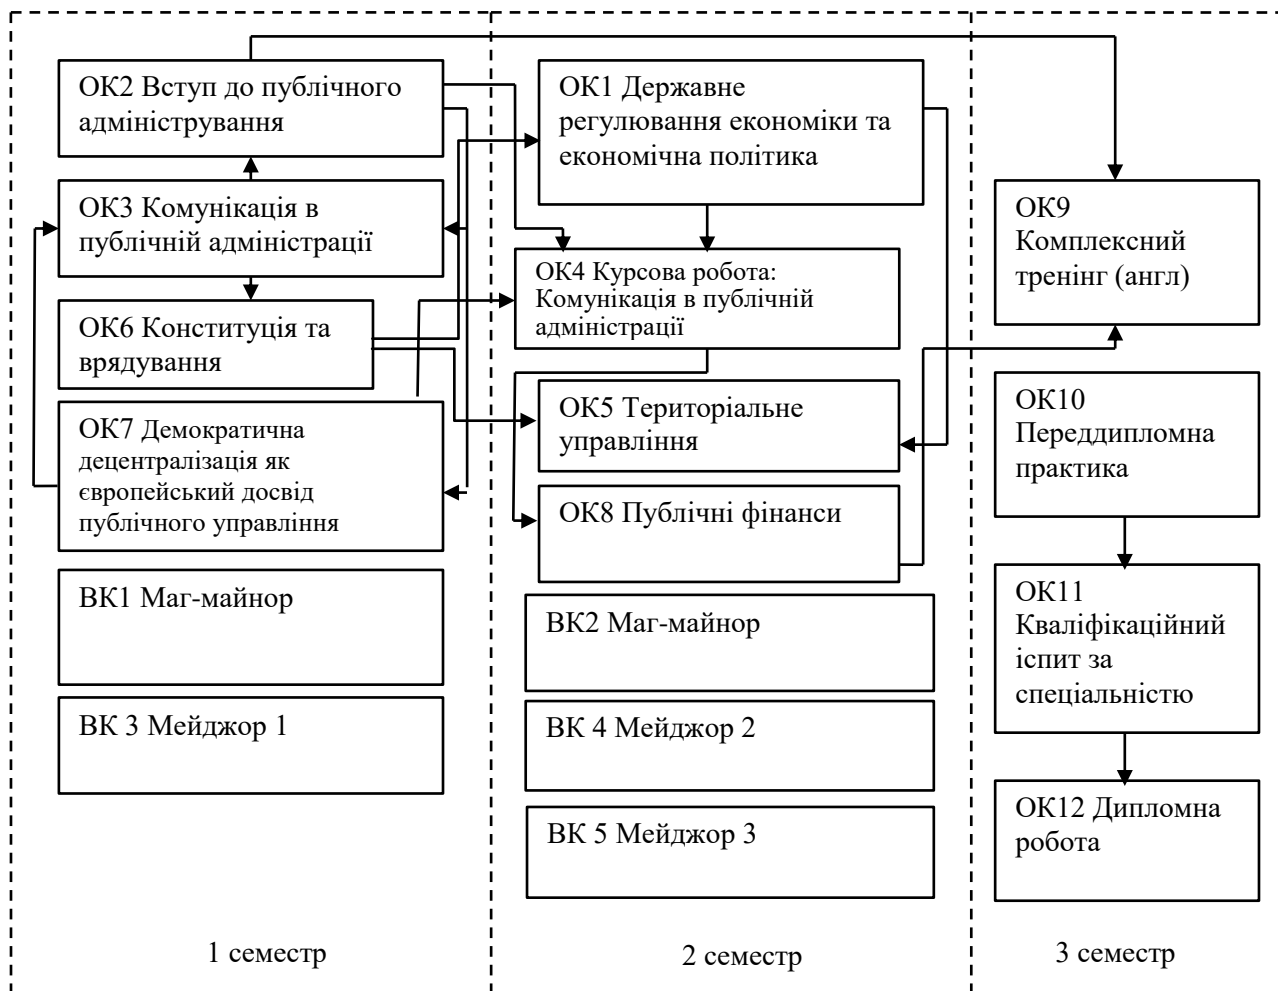 ОК2 Вступ до публічного
адміністрування
ОК3 Комунікація в
публічній адміністрації
ОК6 Конституція та
врядування
ОК7 Демократична
децентралізація як
європейський досвід
публічного управління
ВК1 Маг-майнор
ВК 3 Мейджор 1
1 семестр
ОК1 Державне
регулювання економіки та
економічна політика
ОК4 Курсова робота:
Комунікація в публічній
адміністрації
ОК5 Територіальне
управління
ОК8 Публічні фінанси
ВК2 Маг-майнор
ВК 4 Мейджор 2
ВК 5 Мейджор 3
2 семестр
ОК9
Комплексний
тренінг (англ)
ОК10
Переддипломна
практика
ОК11
Кваліфікаційний
іспит за
спеціальністю
ОК12 Дипломна
робота
3 семестр